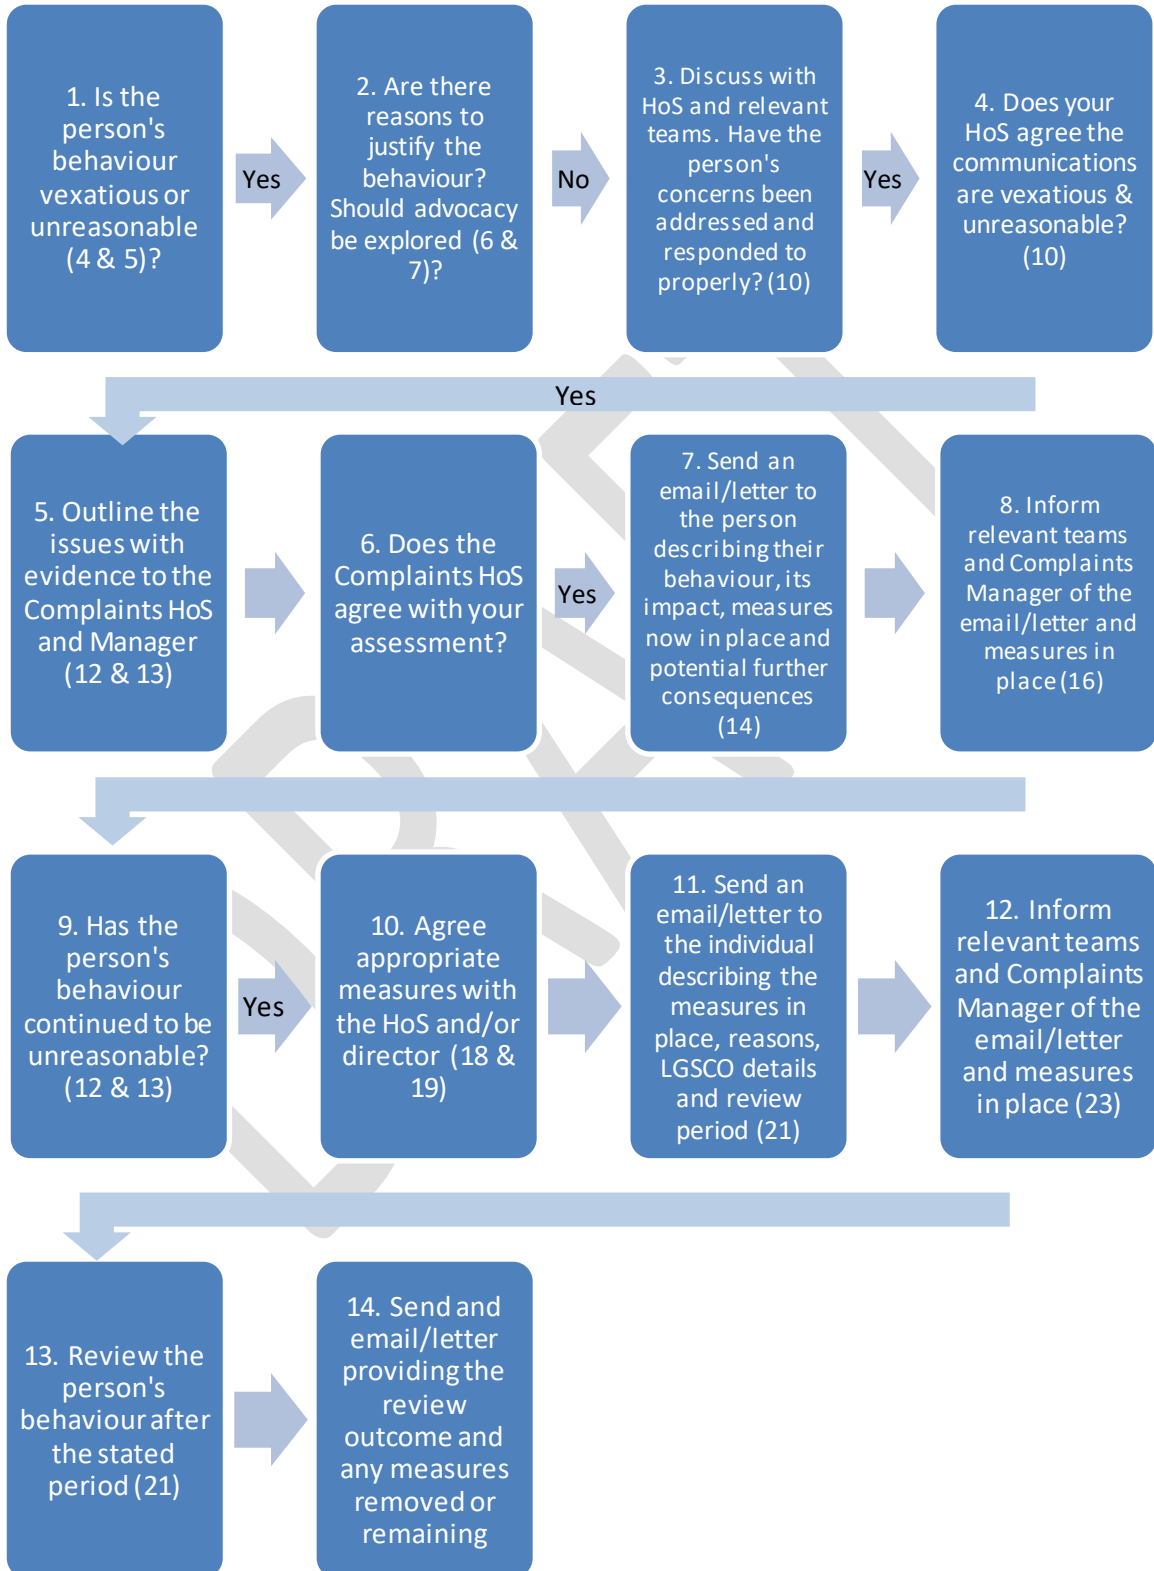 1. Is the
person's
behaviour
vexatious or
unreasonable
(4 & 5)?
Yes
2. Are there
reasons to
justify the
behaviour?
Should advocacy
be explored (6 &
7)?
No
3. Discuss with
HoS and relevant
teams. Have the
person's
concerns been
addressed and
responded to
properly? (10)
Yes
4. Does your
HoS agree the
communications
are vexatious &
unreasonable?
(10)
Yes
5. Outline the
issues with
evidence to the
Complaints HoS
and Manager
(12 & 13)
6. Does the
Complaints HoS
agree with your
assessment?
Yes
7. Send an
email/letter to
the person
describing their
behaviour, its
impact, measures
now in place and
potential further
consequences
(14)
8. Inform
relevant teams
and Complaints
Manager of the
email/letter and
measures in
place (16)
9. Has the
person's
behaviour
continued to be
unreasonable?
(12 & 13)
Yes
10. Agree
appropriate
measures with
the HoS and/or
director (18 &
19)
11. Send an
email/letter to
the individual
describing the
measures in
place, reasons,
LGSCO details
and review
period (21)
12. Inform
relevant teams
and Complaints
Manager of the
email/letter
and measures
in place (23)
13. Review the
person's
behaviour after
the stated
period (21)
14. Send and
email/letter
providing the
review
outcome and
any measures
removed or
remaining
DRAFT